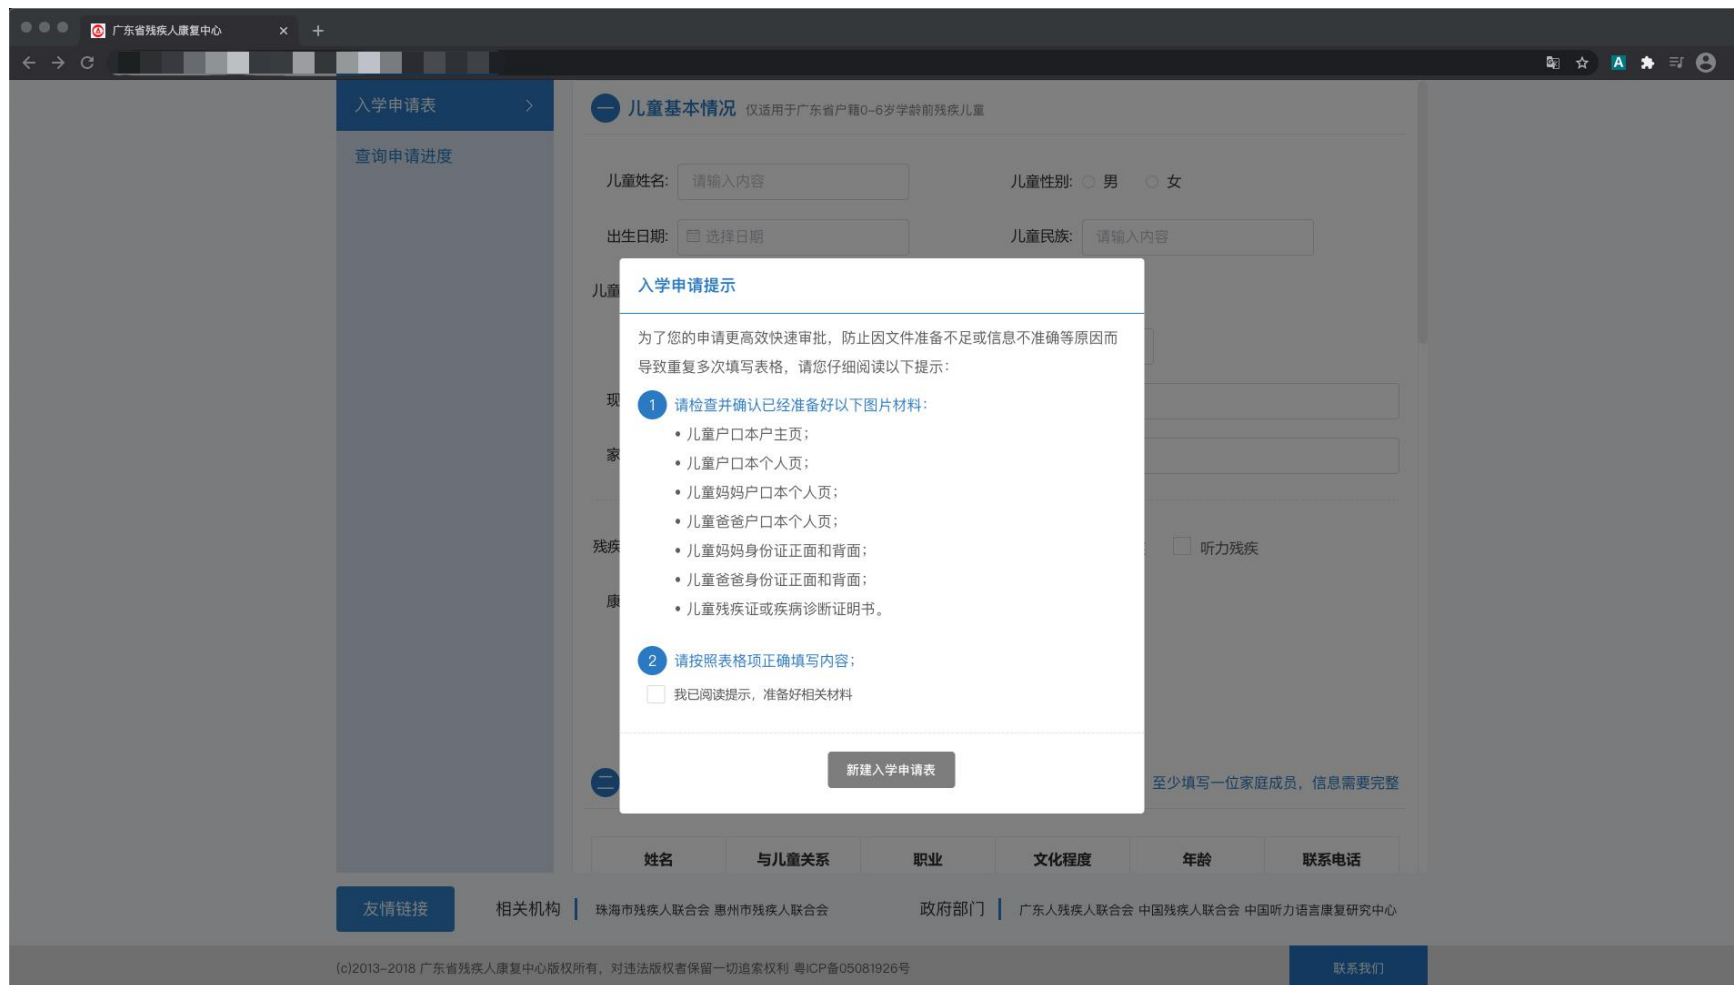 广东省残疾人康复中心
入学申请表
查询申请进度
一 儿童基本情况 仅适用于广东省户籍0-6岁学龄前残疾儿童
儿童姓名: 请输入内容 儿童性别: 男 女
出生日期: 选择日期 儿童民族: 请输入内容
儿童
现
家
残疾 听力残疾
康
入学申请提示
为了您的申请更高效快速审批，防止因文件准备不足或信息不准确等原因而
导致重复多次填写表格，请您仔细阅读以下提示：
1 请检查并确认已经准备好以下图片材料：
• 儿童户口本户主页；
• 儿童户口本个人页；
• 儿童妈妈户口本个人页；
• 儿童爸爸户口本个人页；
• 儿童妈妈身份证正面和背面；
• 儿童爸爸身份证正面和背面；
• 儿童残疾证或疾病诊断证明书。
2 请按照表格项正确填写内容；
我已阅读提示，准备好相关材料
新建入学申请表
二 至少填写一位家庭成员，信息需要完整
姓名 与儿童关系 职业 文化程度 年龄 联系电话
友情链接 相关机构 珠海市残疾人联合会 惠州市残疾人联合会 政府部门 广东人残疾人联合会 中国残疾人联合会 中国听力语言康复研究中心
(c)2013-2018 广东省残疾人康复中心版权所有，对违法版权者保留一切追索权利 粤ICP备05081926号
联系我们